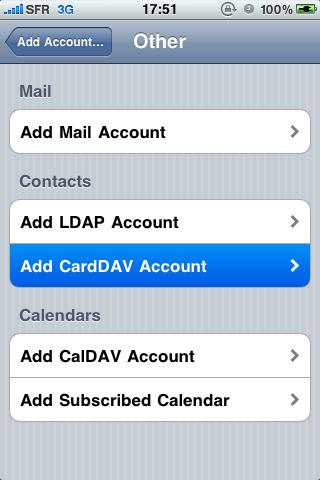 SFR 3G 17:51 100%
Add Account... Other
Mail
Add Mail Account
Contacts
Add LDAP Account
Add CardDAV Account
Calendars
Add CalDAV Account
Add Subscribed Calendar